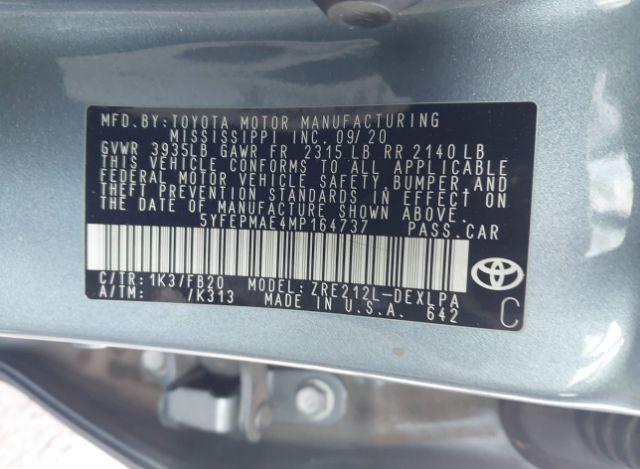 MFD.BY: TOYOTA MOTOR MANUFACTURING
MISSISSIPPI INC. 09/20
GVWR 3935LB GAWR FR 2315 LB RR 2140 LB
THIS VEHICLE CONFORMS TO ALL APPLICABLE
FEDERAL MOTOR VEHICLE SAFETY, BUMPER, AND
THEFT PREVENTION STANDARDS IN EFFECT ON
THE DATE OF MANUFACTURE SHOWN ABOVE.
5YFEPMAE4MP164737 PASS.CAR
C/TR: 1K3/FB20 MODEL: ZRE212L-DEXLPA
A/TM: /K313 MADE IN U.S.A. 642
C